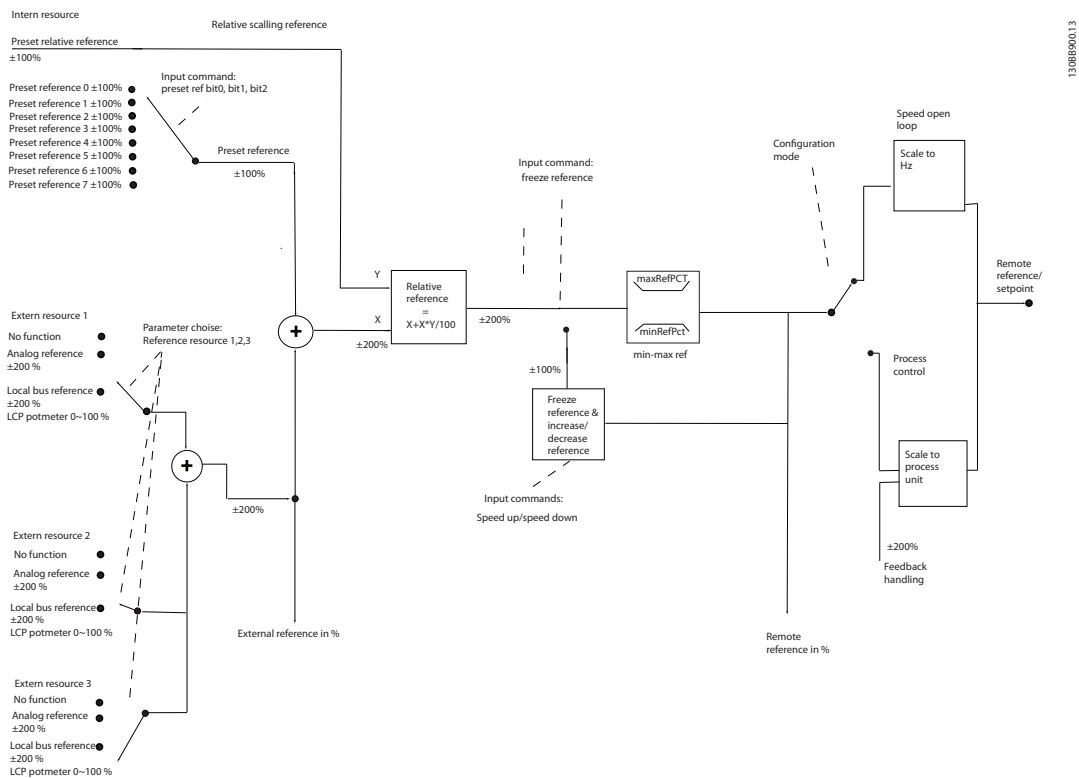 Intern resource
Relative scalling reference
Preset relative reference
±100%
Input command:
preset ref bit0, bit1, bit2
Preset reference 0 ±100%
Preset reference 1 ±100%
Preset reference 2 ±100%
Preset reference 3 ±100%
Preset reference 4 ±100%
Preset reference 5 ±100%
Preset reference 6 ±100%
Preset reference 7 ±100%
Preset reference
±100%
Extern resource 1
No function
Analog reference
±200 %
Local bus reference
±200 %
LCP potmeter 0~100 %
Parameter choise:
Reference resource 1,2,3
+
+
±200%
Extern resource 2
No function
Analog reference
±200 %
Local bus reference
±200 %
LCP potmeter 0~100 %
Extern resource 3
No function
Analog reference
±200 %
Local bus reference
±200 %
LCP potmeter 0~100 %
External reference in %
Y
X
±200%
Relative
reference
=
X+X*Y/100
±200%
Input command:
freeze reference
maxRefPCT
minRefPct
min-max ref
±100%
Freeze
reference &
increase/
decrease
reference
Input commands:
Speed up/speed down
Remote
reference in %
Configuration
mode
Speed open
loop
Scale to
Hz
Process
control
Scale to
process
unit
±200%
Feedback
handling
Remote
reference/
setpoint
130BB900.13